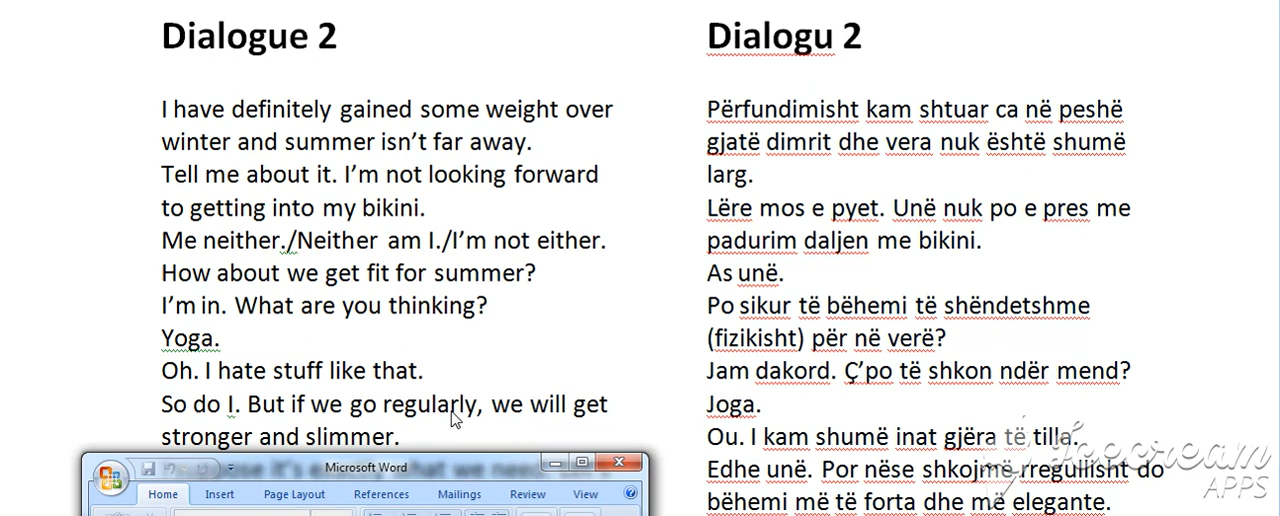 Dialogue 2
I have definitely gained some weight over
winter and summer isn't far away.
Tell me about it. I'm not looking forward
to getting into my bikini.
Me neither./Neither am I./I'm not either.
How about we get fit for summer?
I'm in. What are you thinking?
Yoga.
Oh. I hate stuff like that.
So do I. But if we go regularly, we will get
stronger and slimmer.
Dialogu 2
Përfundimisht kam shtuar ca në peshë
gjatë dimrit dhe vera nuk është shumë
larg.
Lëre mos e pyet. Unë nuk po e pres me
padurim daljen me bikini.
As unë.
Po sikur të bëhemi të shëndetshme
(fizikisht) për në verë?
Jam dakord. Ç'po të shkon ndër mend?
Joga.
Ou. I kam shumë inat gjëra të tilla.
Edhe unë. Por nëse shkojmë rregullisht do
bëhemi më të forta dhe më elegante.
Microsoft Word
Home Insert Page Layout References Mailings Review View
Icecream
APPS